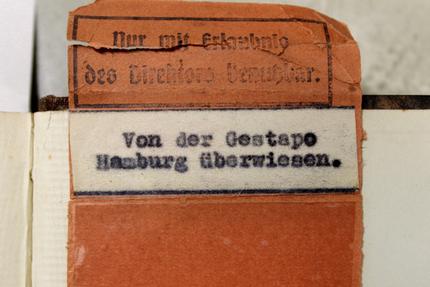 Nur mit Erlaubnis
des Direktors benutzbar.
Von der Gestapo
Hamburg überwiesen.